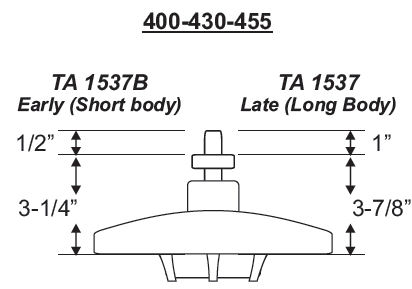 400-430-455
TA 1537B
Early (Short body)
TA 1537
Late (Long Body)
1/2”
1”
3-1/4”
3-7/8”